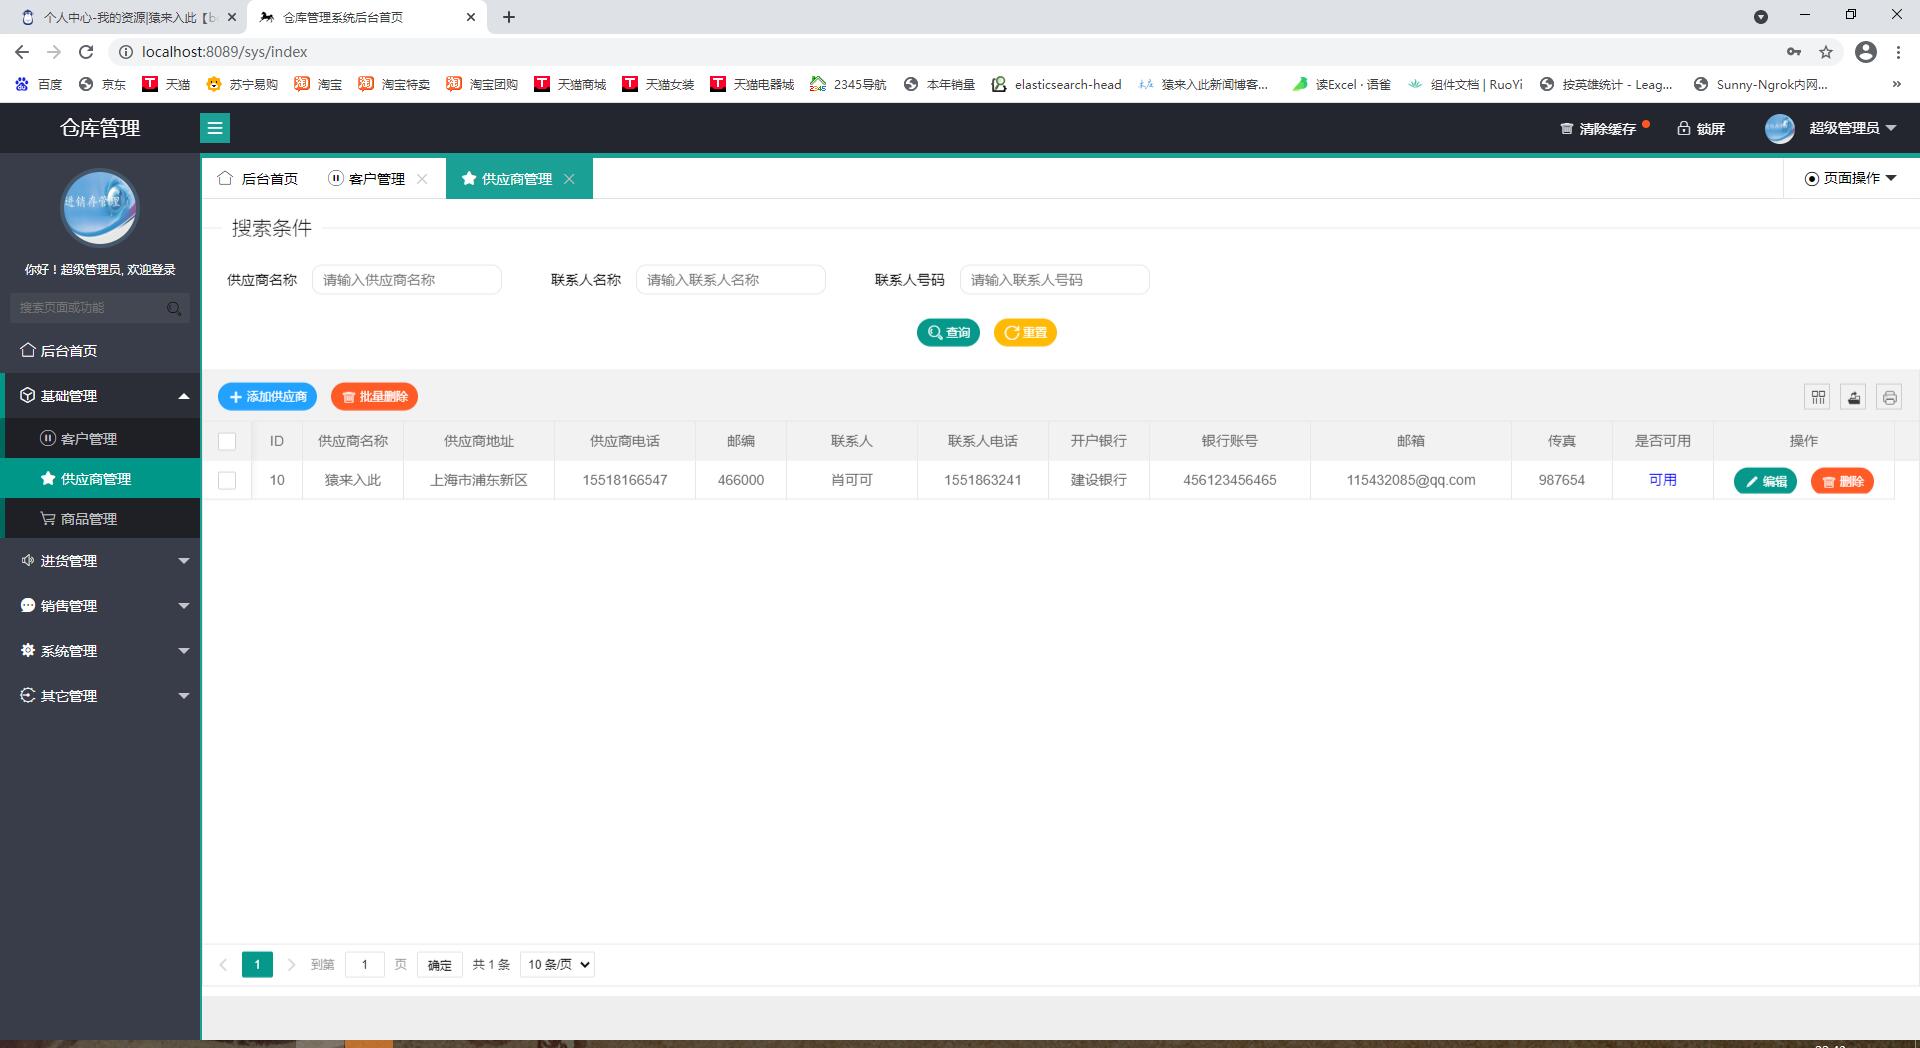 个人中心-我的资源|猿来入此【b
仓库管理系统后台首页
localhost:8089/sys/index
百度 京东 天猫 苏宁易购 淘宝 淘宝特卖 淘宝团购 天猫商城 天猫女装 天猫电器城 2345导航 本年销量 elasticsearch-head 猿来入此新闻博客... 读Excel · 语雀 组件文档 | RuoYi 按英雄统计 - Leag... Sunny-Ngrok内网... »
仓库管理 清除缓存 锁屏 超级管理员
后台首页 客户管理 供应商管理 页面操作
进销存管理
你好！超级管理员, 欢迎登录
搜索页面或功能
后台首页
基础管理
客户管理
供应商管理
商品管理
进货管理
销售管理
系统管理
其它管理
搜索条件
供应商名称 请输入供应商名称 联系人名称 请输入联系人名称 联系人号码 请输入联系人号码
查询 重置
添加供应商 批量删除
ID 供应商名称 供应商地址 供应商电话 邮编 联系人 联系人电话 开户银行 银行账号 邮箱 传真 是否可用 操作
10 猿来入此 上海市浦东新区 15518166547 466000 肖可可 1551863241 建设银行 456123456465 115432085@qq.com 987654 可用 编辑 删除
1 到第 1 页 确定 共 1 条 10 条/页